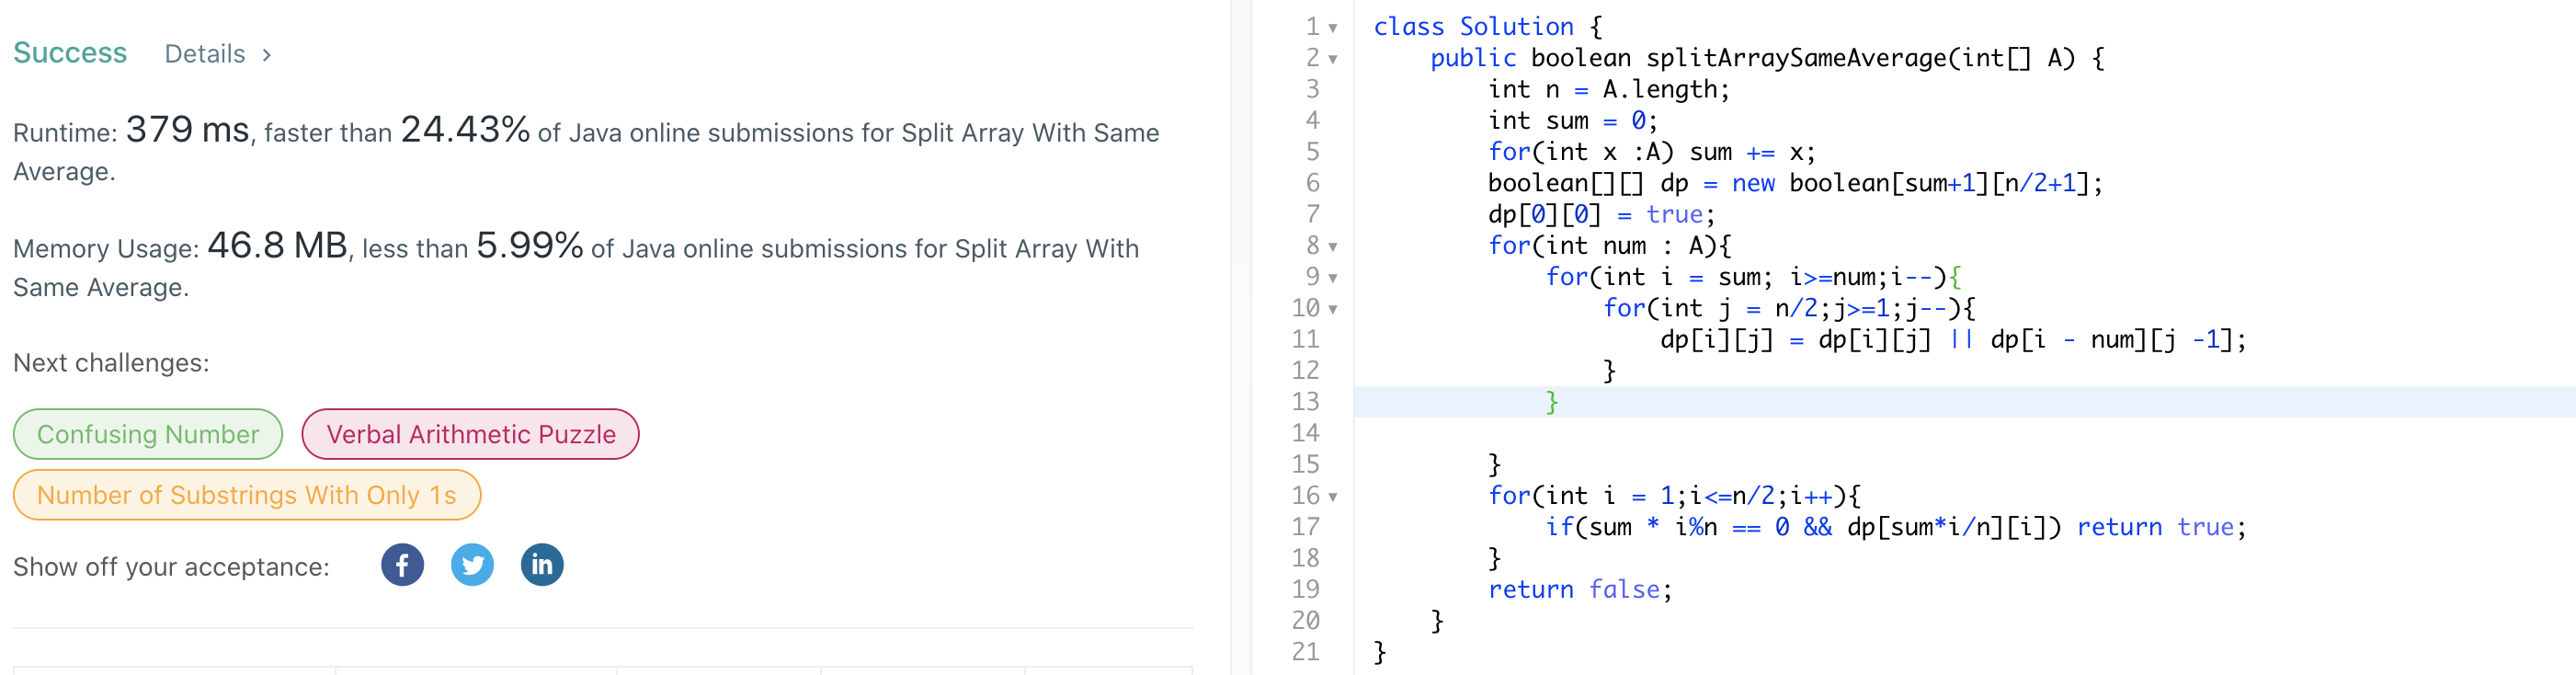 Success Details >
Runtime: 379 ms, faster than 24.43% of Java online submissions for Split Array With Same
Average.
Memory Usage: 46.8 MB, less than 5.99% of Java online submissions for Split Array With
Same Average.
Next challenges:
Confusing Number Verbal Arithmetic Puzzle
Number of Substrings With Only 1s
Show off your acceptance: f in
1 class Solution {
2     public boolean splitArraySameAverage(int[] A) {
3         int n = A.length;
4         int sum = 0;
5         for(int x :A) sum += x;
6         boolean[][] dp = new boolean[sum+1][n/2+1];
7         dp[0][0] = true;
8         for(int num : A){
9             for(int i = sum; i>=num;i--){
10                 for(int j = n/2;j>=1;j--){
11                     dp[i][j] = dp[i][j] || dp[i - num][j -1];
12                 }
13             }
14
15         }
16         for(int i = 1;i<=n/2;i++){
17             if(sum * i%n == 0 && dp[sum*i/n][i]) return true;
18         }
19         return false;
20     }
21 }